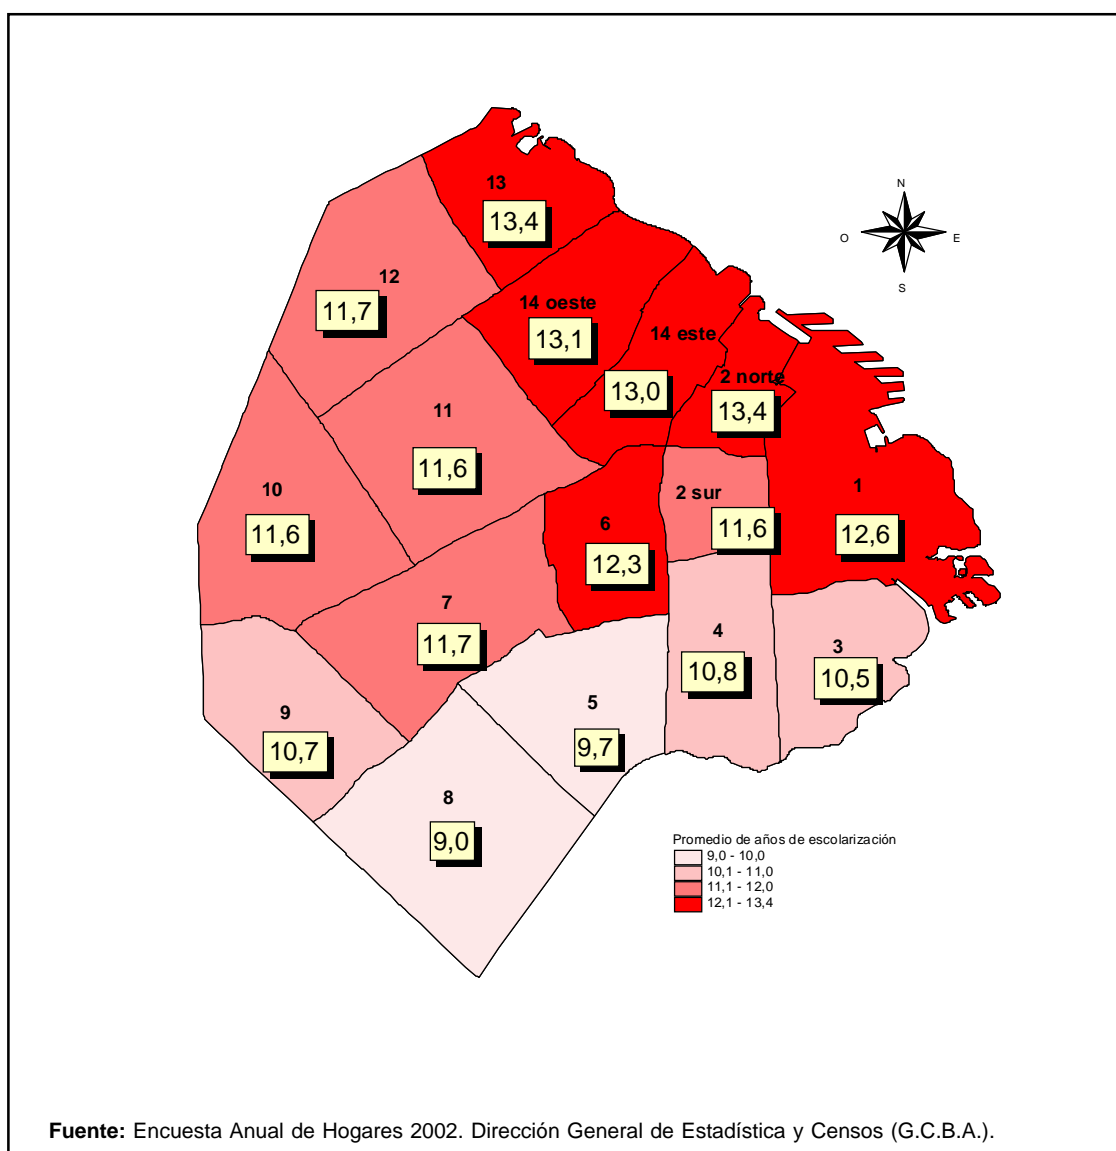 13
13,4
N
O
E
S
12
11,7
14 oeste
13,1
14 este
13,0
2 norte
13,4
11
11,6
10
11,6
2 sur
11,6
1
12,6
6
12,3
7
11,7
4
10,8
3
10,5
9
10,7
5
9,7
8
9,0
Promedio de años de escolarización
9,0 - 10,0
10,1 - 11,0
11,1 - 12,0
12,1 - 13,4
Fuente: Encuesta Anual de Hogares 2002. Dirección General de Estadística y Censos (G.C.B.A.).